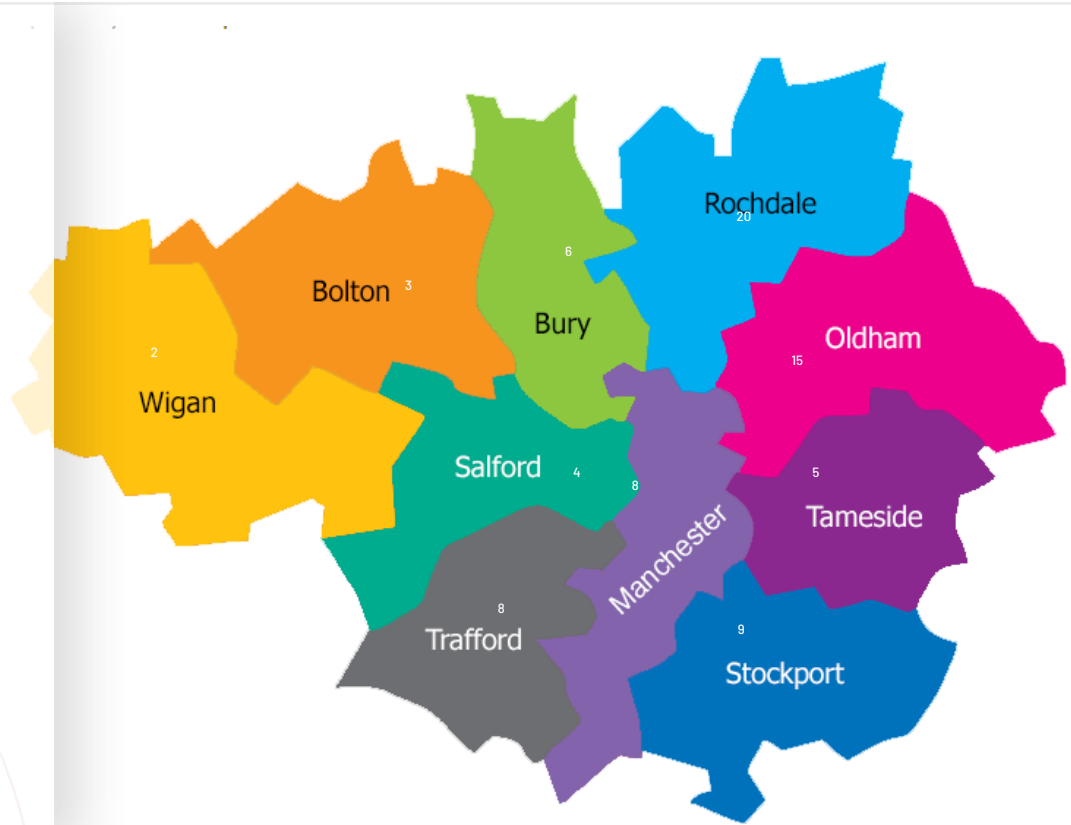 Rochdale
20
6
Bolton 3
Bury
Oldham
15
2
Wigan
Salford 4
5
8
Tameside
Manchester
8
Trafford
9
Stockport